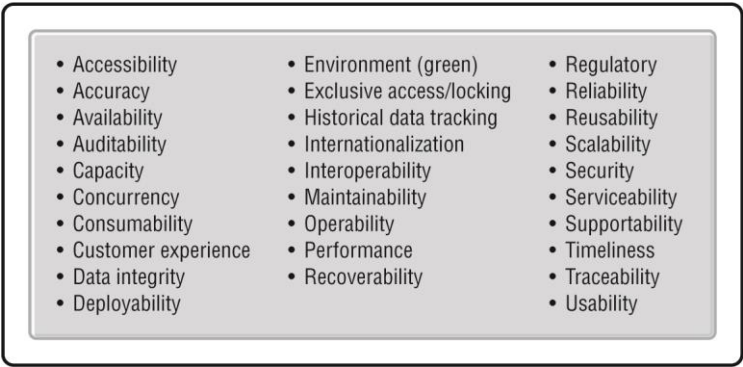 • Accessibility
• Accuracy
• Availability
• Auditability
• Capacity
• Concurrency
• Consumability
• Customer experience
• Data integrity
• Deployability
• Environment (green)
• Exclusive access/locking
• Historical data tracking
• Internationalization
• Interoperability
• Maintainability
• Operability
• Performance
• Recoverability
• Regulatory
• Reliability
• Reusability
• Scalability
• Security
• Serviceability
• Supportability
• Timeliness
• Traceability
• Usability